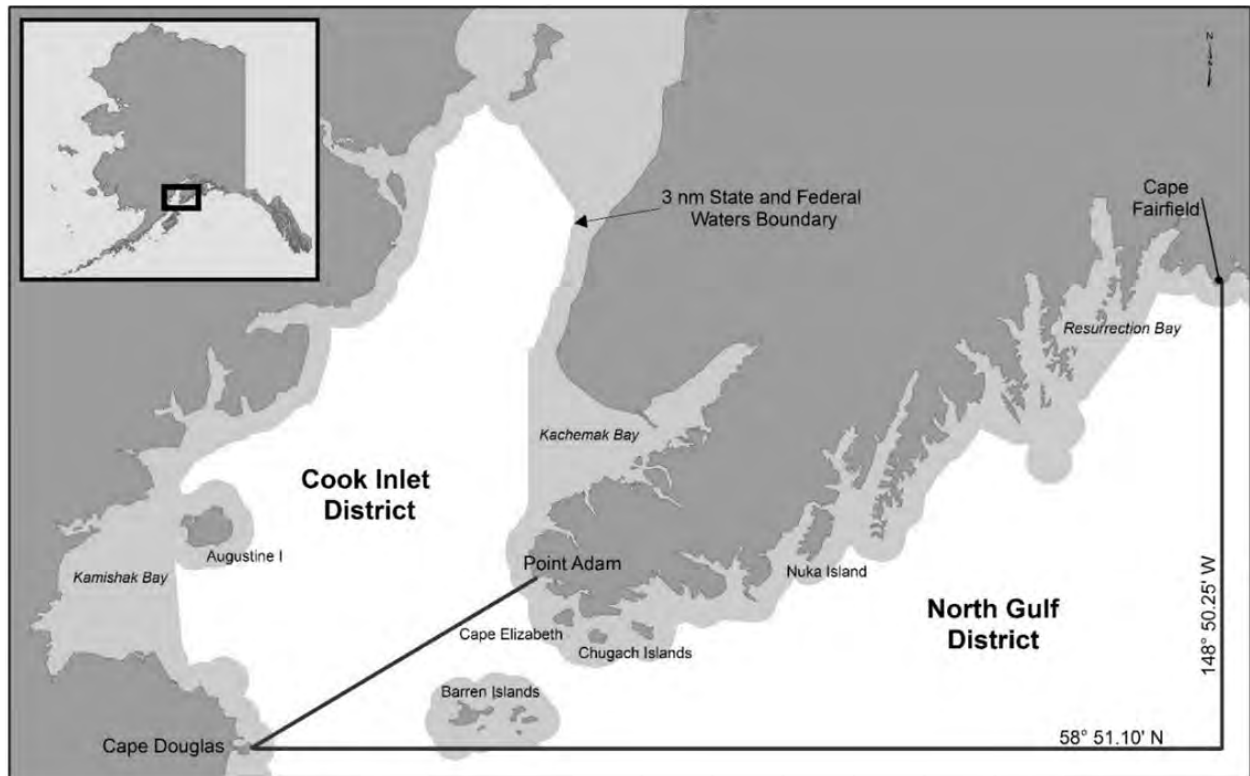 N
3 nm State and Federal
Waters Boundary
Cape
Fairfield
Resurrection Bay
Kachemak Bay
Cook Inlet
District
Augustine I
Kamishak Bay
Point Adam
Nuka Island
North Gulf
District
148° 50.25' W
Cape Elizabeth
Chugach Islands
Barren Islands
Cape Douglas
58° 51.10' N